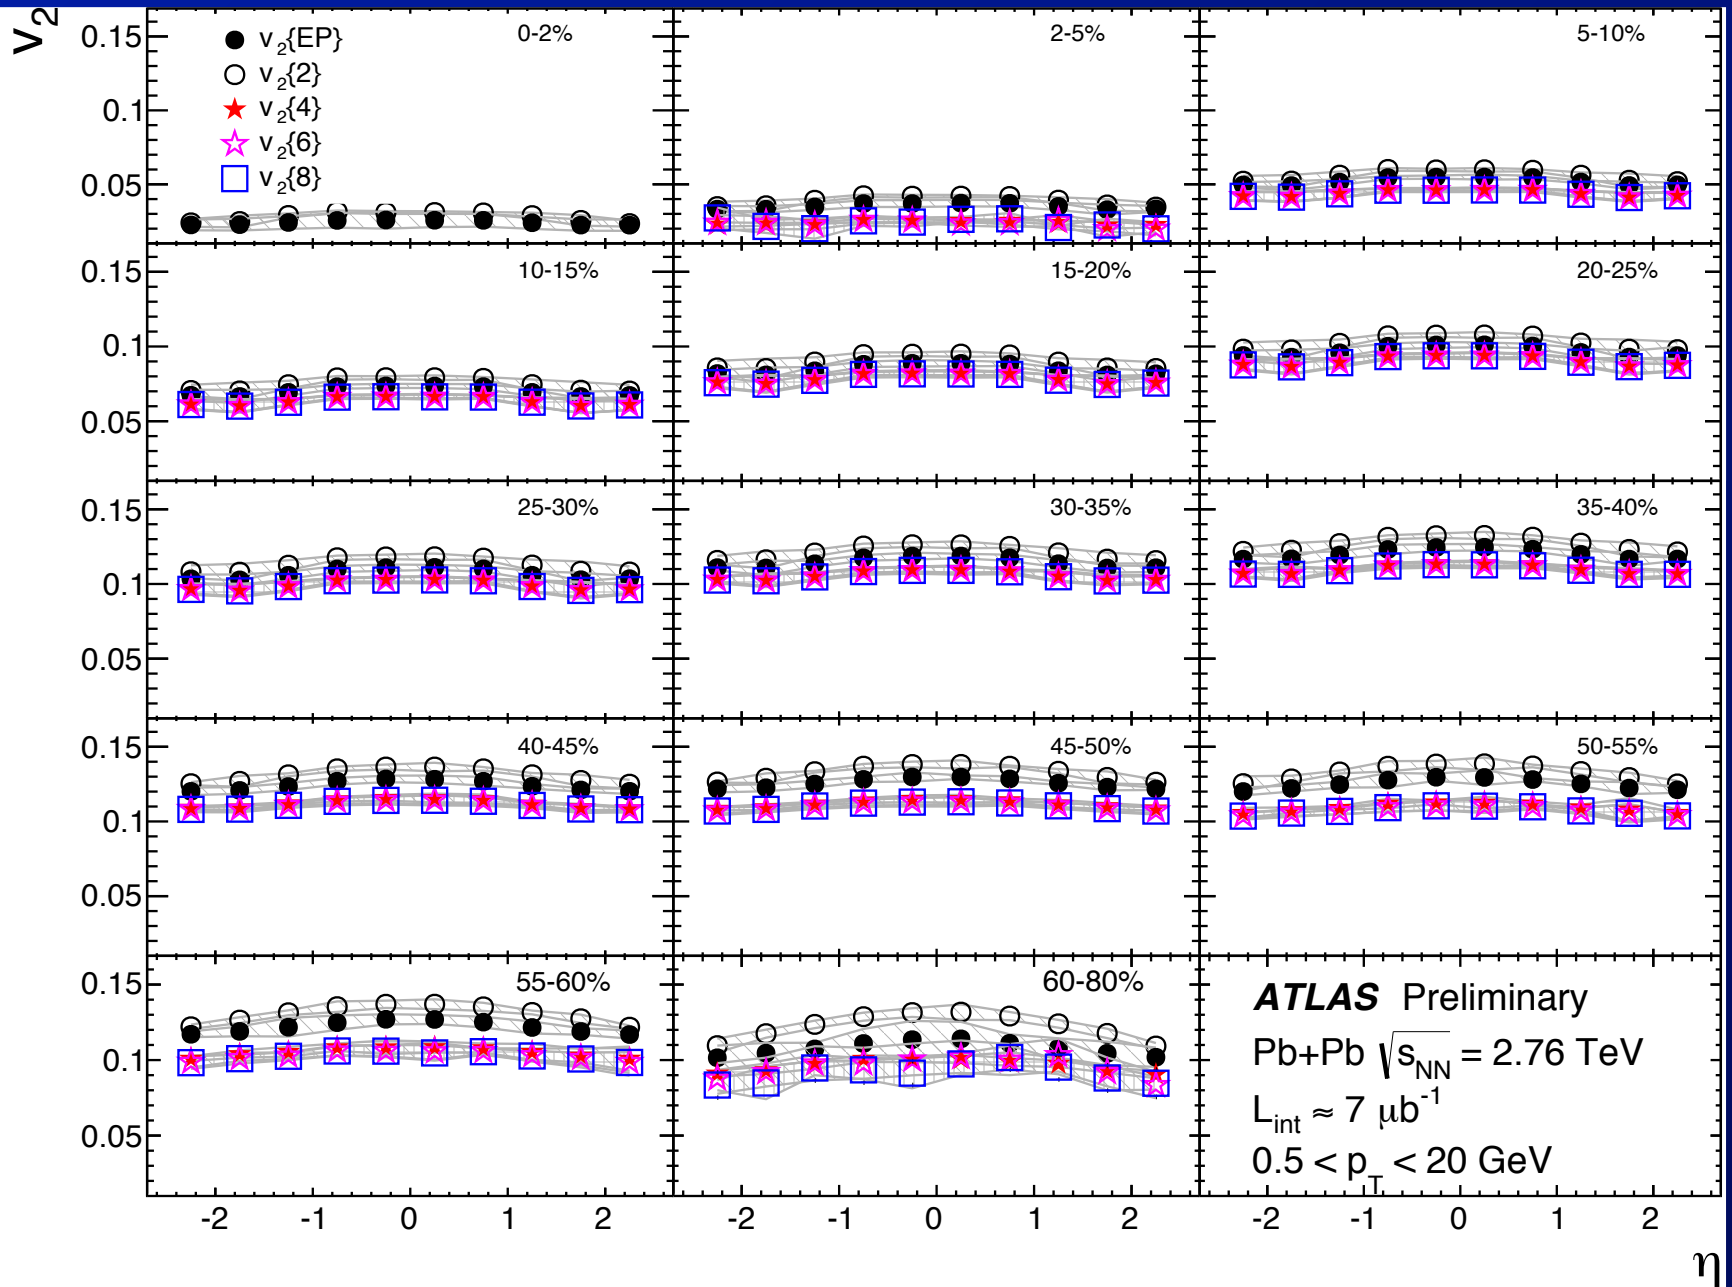 v2
0.15
0.1
0.05
v2{EP}
v2{2}
v2{4}
v2{6}
v2{8}
0-2%
2-5%
5-10%
0.15
0.1
0.05
10-15%
15-20%
20-25%
0.15
0.1
0.05
25-30%
30-35%
35-40%
0.15
0.1
0.05
40-45%
45-50%
50-55%
0.15
0.1
0.05
55-60%
60-80%
ATLAS Preliminary
Pb+Pb √sNN = 2.76 TeV
Lint ≈ 7 μb-1
0.5 < pT < 20 GeV
-2 -1 0 1 2
-2 -1 0 1 2
-2 -1 0 1 2
η